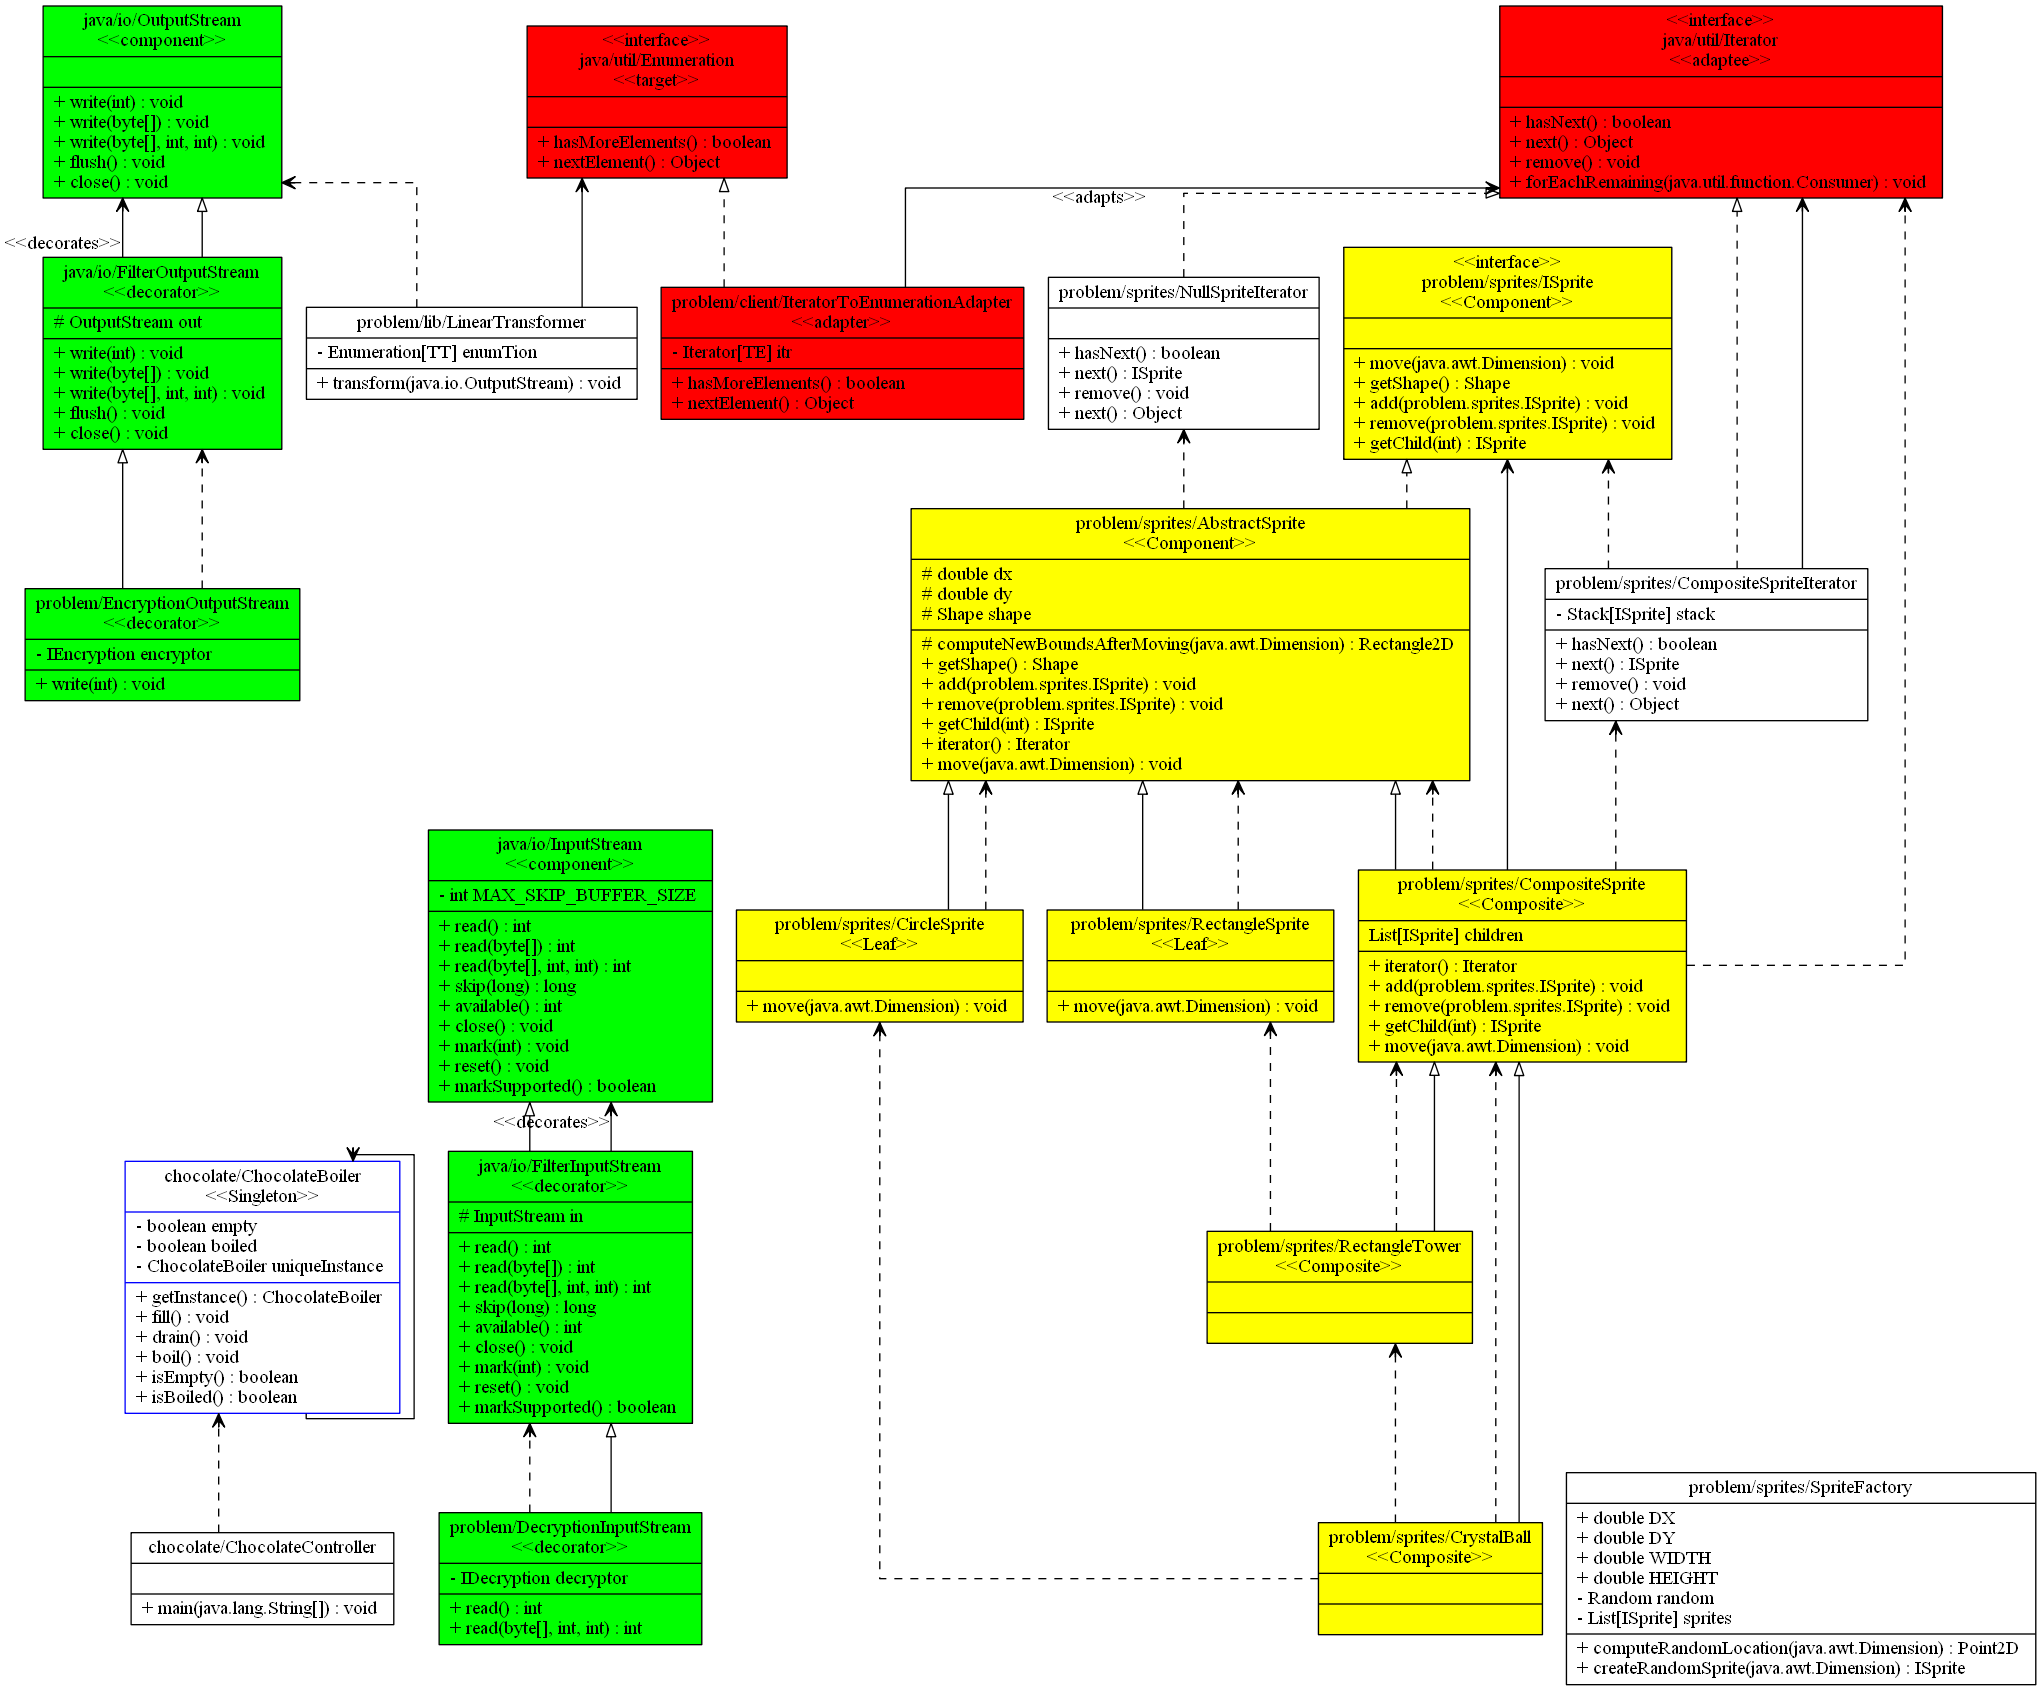 java/io/OutputStream
<<component>>
+ write(int) : void
+ write(byte[]) : void
+ write(byte[], int, int) : void
+ flush() : void
+ close() : void
<<interface>>
java/util/Enumeration
<<target>>
+ hasMoreElements() : boolean
+ nextElement() : Object
<<interface>>
java/util/Iterator
<<adaptee>>
+ hasNext() : boolean
+ next() : Object
+ remove() : void
+ forEachRemaining(java.util.function.Consumer) : void
<<adapts>>
<<decorates>>
java/io/FilterOutputStream
<<decorator>>
# OutputStream out
+ write(int) : void
+ write(byte[]) : void
+ write(byte[], int, int) : void
+ flush() : void
+ close() : void
problem/lib/LinearTransformer
- Enumeration[TT] enumTion
+ transform(java.io.OutputStream) : void
problem/client/IteratorToEnumerationAdapter
<<adapter>>
- Iterator[TE] itr
+ hasMoreElements() : boolean
+ nextElement() : Object
problem/sprites/NullSpriteIterator
+ hasNext() : boolean
+ next() : ISprite
+ remove() : void
+ next() : Object
<<interface>>
problem/sprites/ISprite
<<Component>>
+ move(java.awt.Dimension) : void
+ getShape() : Shape
+ add(problem.sprites.ISprite) : void
+ remove(problem.sprites.ISprite) : void
+ getChild(int) : ISprite
problem/EncryptionOutputStream
<<decorator>>
- IEncryption encryptor
+ write(int) : void
problem/sprites/AbstractSprite
<<Component>>
# double dx
# double dy
# Shape shape
# computeNewBoundsAfterMoving(java.awt.Dimension) : Rectangle2D
+ getShape() : Shape
+ add(problem.sprites.ISprite) : void
+ remove(problem.sprites.ISprite) : void
+ getChild(int) : ISprite
+ iterator() : Iterator
+ move(java.awt.Dimension) : void
problem/sprites/CompositeSpriteIterator
- Stack[ISprite] stack
+ hasNext() : boolean
+ next() : ISprite
+ remove() : void
+ next() : Object
java/io/InputStream
<<component>>
- int MAX_SKIP_BUFFER_SIZE
+ read() : int
+ read(byte[]) : int
+ read(byte[], int, int) : int
+ skip(long) : long
+ available() : int
+ close() : void
+ mark(int) : void
+ reset() : void
+ markSupported() : boolean
problem/sprites/CircleSprite
<<Leaf>>
+ move(java.awt.Dimension) : void
problem/sprites/RectangleSprite
<<Leaf>>
+ move(java.awt.Dimension) : void
problem/sprites/CompositeSprite
<<Composite>>
List[ISprite] children
+ iterator() : Iterator
+ add(problem.sprites.ISprite) : void
+ remove(problem.sprites.ISprite) : void
+ getChild(int) : ISprite
+ move(java.awt.Dimension) : void
<<decorates>>
chocolate/ChocolateBoiler
<<Singleton>>
- boolean empty
- boolean boiled
- ChocolateBoiler uniqueInstance
+ getInstance() : ChocolateBoiler
+ fill() : void
+ drain() : void
+ boil() : void
+ isEmpty() : boolean
+ isBoiled() : boolean
java/io/FilterInputStream
<<decorator>>
# InputStream in
+ read() : int
+ read(byte[]) : int
+ read(byte[], int, int) : int
+ skip(long) : long
+ available() : int
+ close() : void
+ mark(int) : void
+ reset() : void
+ markSupported() : boolean
problem/sprites/RectangleTower
<<Composite>>
chocolate/ChocolateController
+ main(java.lang.String[]) : void
problem/DecryptionInputStream
<<decorator>>
- IDecryption decryptor
+ read() : int
+ read(byte[], int, int) : int
problem/sprites/CrystalBall
<<Composite>>
problem/sprites/SpriteFactory
+ double DX
+ double DY
+ double WIDTH
+ double HEIGHT
- Random random
- List[ISprite] sprites
+ computeRandomLocation(java.awt.Dimension) : Point2D
+ createRandomSprite(java.awt.Dimension) : ISprite